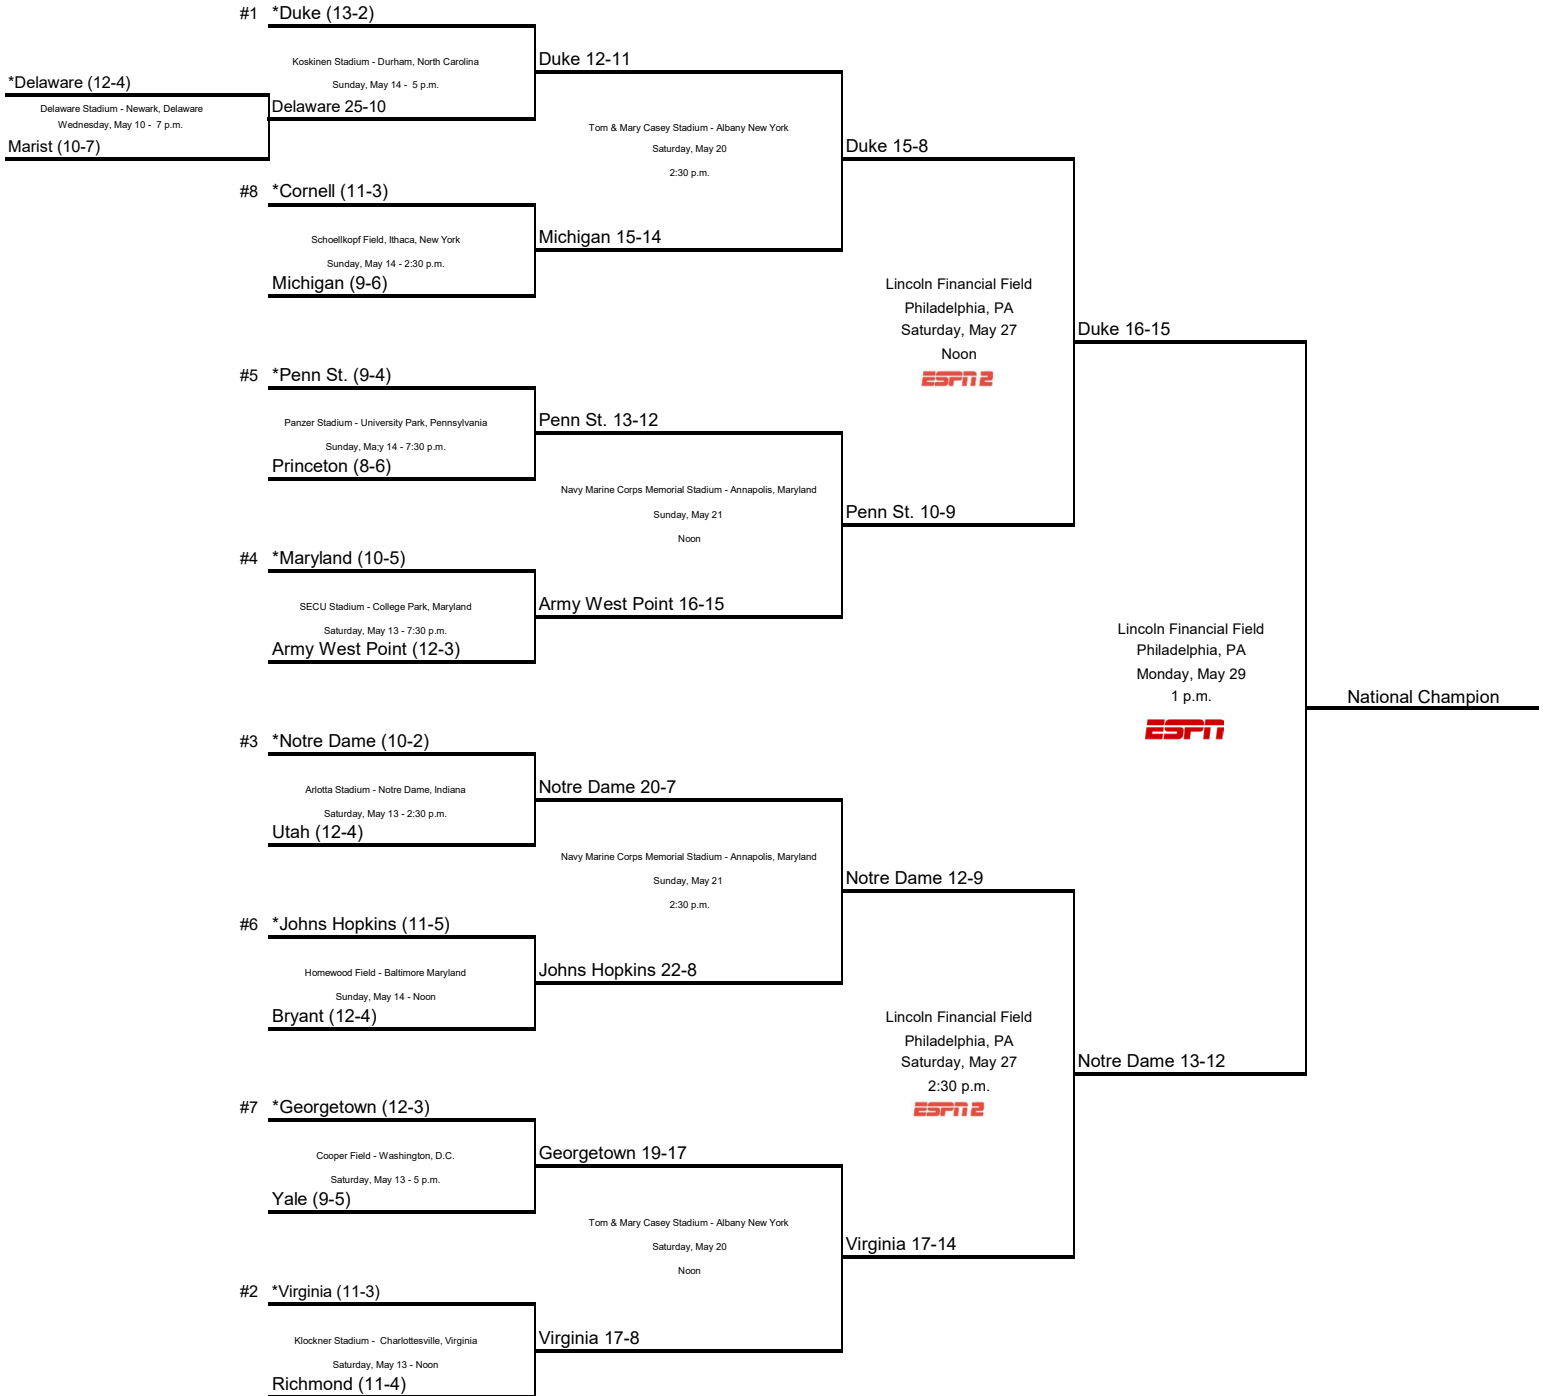 #1 *Duke (13-2)
Koskinen Stadium - Durham, North Carolina
Sunday, May 14 - 5 p.m.
*Delaware (12-4)
Delaware Stadium - Newark, Delaware
Wednesday, May 10 - 7 p.m.
Marist (10-7)
Delaware 25-10
Duke 12-11
Tom & Mary Casey Stadium - Albany New York
Saturday, May 20
2:30 p.m.
#8 *Cornell (11-3)
Schoellkopf Field, Ithaca, New York
Sunday, May 14 - 2:30 p.m.
Michigan (9-6)
Michigan 15-14
Duke 15-8
Lincoln Financial Field
Philadelphia, PA
Saturday, May 27
Noon
ESPN 2
#5 *Penn St. (9-4)
Panzer Stadium - University Park, Pennsylvania
Sunday, Ma;y 14 - 7:30 p.m.
Princeton (8-6)
Penn St. 13-12
Navy Marine Corps Memorial Stadium - Annapolis, Maryland
Sunday, May 21
Noon
#4 *Maryland (10-5)
SECU Stadium - College Park, Maryland
Saturday, May 13 - 7:30 p.m.
Army West Point (12-3)
Army West Point 16-15
Penn St. 10-9
Duke 16-15
Lincoln Financial Field
Philadelphia, PA
Monday, May 29
1 p.m.
ESPN
National Champion
#3 *Notre Dame (10-2)
Arlotta Stadium - Notre Dame, Indiana
Saturday, May 13 - 2:30 p.m.
Utah (12-4)
Notre Dame 20-7
Navy Marine Corps Memorial Stadium - Annapolis, Maryland
Sunday, May 21
2:30 p.m.
#6 *Johns Hopkins (11-5)
Homewood Field - Baltimore Maryland
Sunday, May 14 - Noon
Bryant (12-4)
Johns Hopkins 22-8
Notre Dame 12-9
Lincoln Financial Field
Philadelphia, PA
Saturday, May 27
2:30 p.m.
ESPN 2
Notre Dame 13-12
#7 *Georgetown (12-3)
Cooper Field - Washington, D.C.
Saturday, May 13 - 5 p.m.
Yale (9-5)
Georgetown 19-17
Tom & Mary Casey Stadium - Albany New York
Saturday, May 20
Noon
Virginia 17-14
#2 *Virginia (11-3)
Klockner Stadium - Charlottesville, Virginia
Saturday, May 13 - Noon
Richmond (11-4)
Virginia 17-8